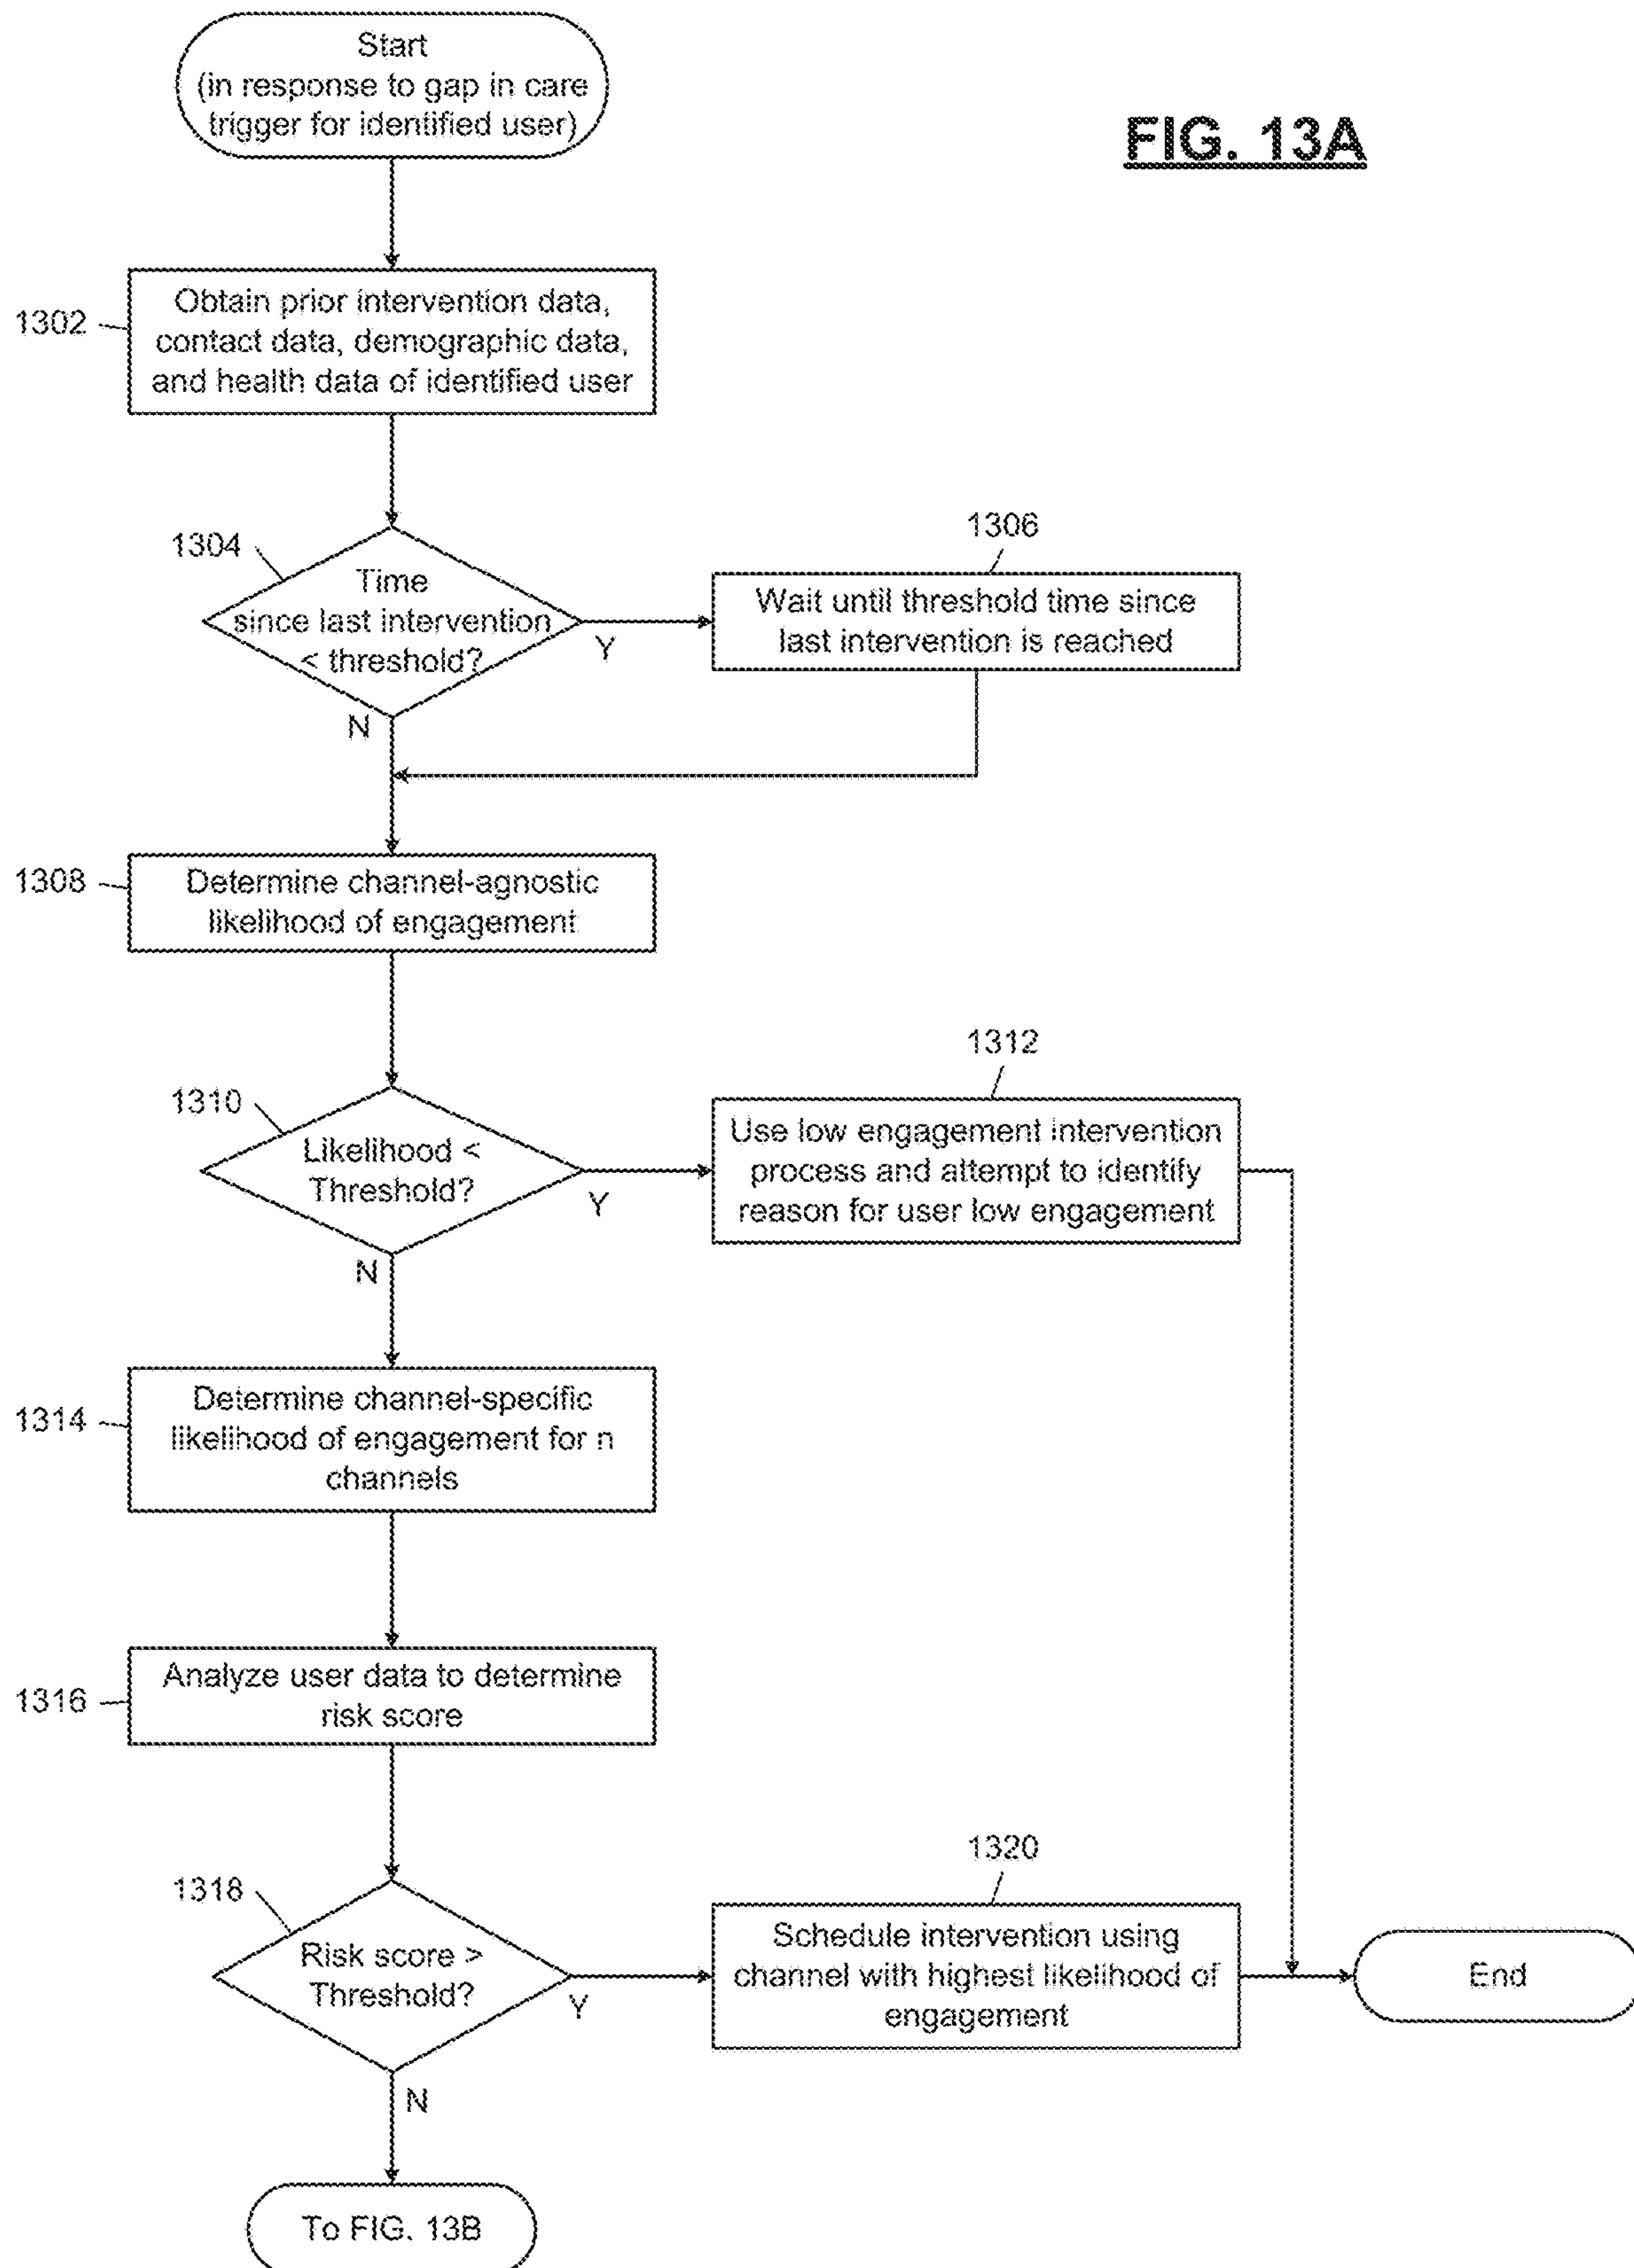 Start
(in response to gap in care
trigger for identified user)
FIG. 13A
1302
Obtain prior intervention data,
contact data, demographic data,
and health data of identified user
1304
Time
since last intervention
< threshold?
Y
N
1306
Wait until threshold time since
last intervention is reached
1308
Determine channel-agnostic
likelihood of engagement
1310
Likelihood <
Threshold?
Y
N
1312
Use low engagement intervention
process and attempt to identify
reason for user low engagement
1314
Determine channel-specific
likelihood of engagement for n
channels
1316
Analyze user data to determine
risk score
1318
Risk score >
Threshold?
Y
N
1320
Schedule intervention using
channel with highest likelihood of
engagement
End
To FIG. 13B